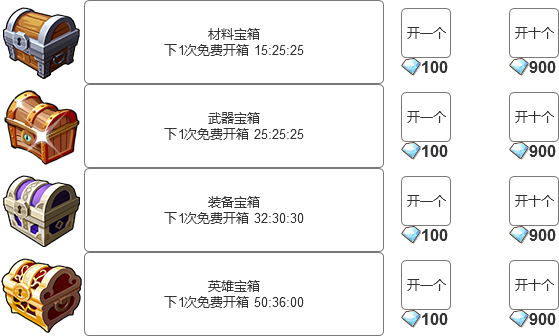 材料宝箱
下1次免费开箱 15:25:25
开一个
100
开十个
900
武器宝箱
下1次免费开箱 25:25:25
开一个
100
开十个
900
装备宝箱
下1次免费开箱 32:30:30
开一个
100
开十个
900
英雄宝箱
下1次免费开箱 50:36:00
开一个
100
开十个
900